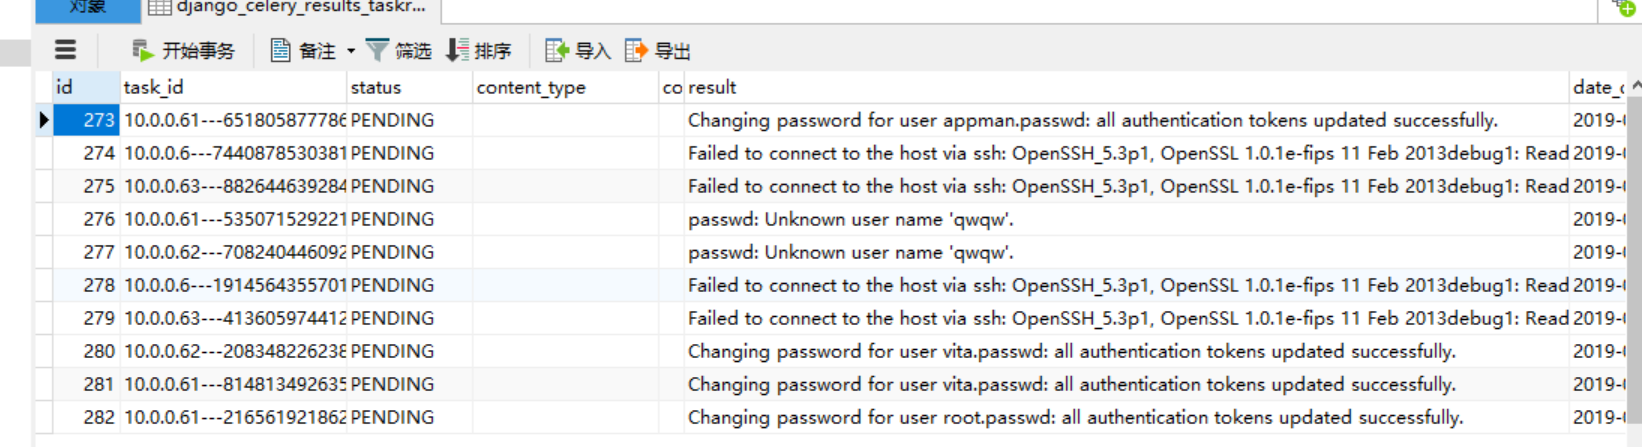 对象 django_celery_results_taskr...
开始事务 备注 筛选 排序 导入 导出
id task_id status content_type co result date_c
273 10.0.0.61---651805877786 PENDING Changing password for user appman.passwd: all authentication tokens updated successfully. 2019-0
274 10.0.0.6---7440878530381 PENDING Failed to connect to the host via ssh: OpenSSH_5.3p1, OpenSSL 1.0.1e-fips 11 Feb 2013debug1: Read 2019-0
275 10.0.0.63---882644639284 PENDING Failed to connect to the host via ssh: OpenSSH_5.3p1, OpenSSL 1.0.1e-fips 11 Feb 2013debug1: Read 2019-0
276 10.0.0.61---535071529221 PENDING passwd: Unknown user name 'qwqw'. 2019-0
277 10.0.0.62---708240446092 PENDING passwd: Unknown user name 'qwqw'. 2019-0
278 10.0.0.6---1914564355701 PENDING Failed to connect to the host via ssh: OpenSSH_5.3p1, OpenSSL 1.0.1e-fips 11 Feb 2013debug1: Read 2019-0
279 10.0.0.63---413605974412 PENDING Failed to connect to the host via ssh: OpenSSH_5.3p1, OpenSSL 1.0.1e-fips 11 Feb 2013debug1: Read 2019-0
280 10.0.0.62---208348226238 PENDING Changing password for user vita.passwd: all authentication tokens updated successfully. 2019-0
281 10.0.0.61---814813492635 PENDING Changing password for user vita.passwd: all authentication tokens updated successfully. 2019-0
282 10.0.0.61---216561921862 PENDING Changing password for user root.passwd: all authentication tokens updated successfully. 2019-0